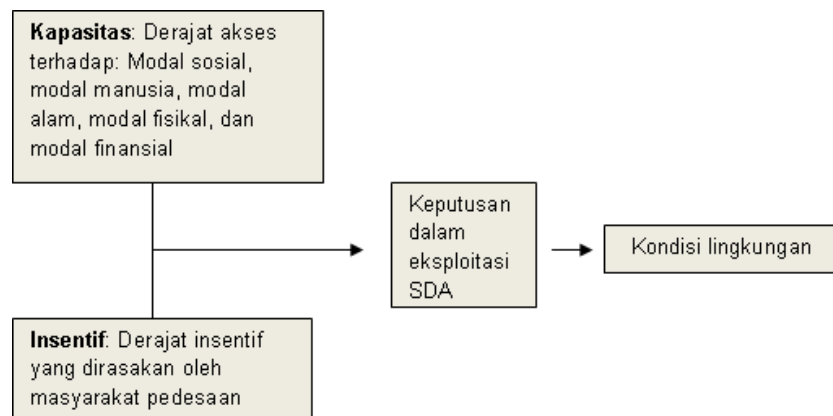 Kapasitas: Derajat akses
terhadap: Modal sosial,
modal manusia, modal
alam, modal fisikal, dan
modal finansial
Keputusan
dalam
eksploitasi
SDA
Kondisi lingkungan
Insentif: Derajat insentif
yang dirasakan oleh
masyarakat pedesaan